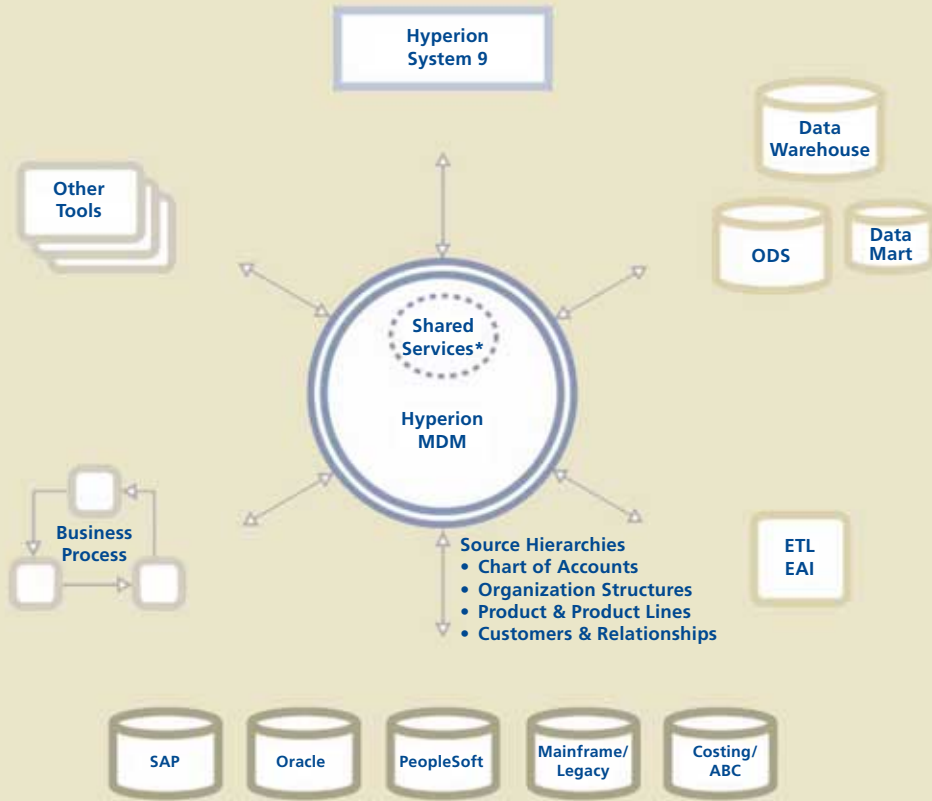 Hyperion
System 9
Data
Warehouse
Other
Tools
ODS
Data
Mart
Shared
Services*
Hyperion
MDM
Business
Process
Source Hierarchies
• Chart of Accounts
• Organization Structures
• Product & Product Lines
• Customers & Relationships
ETL
EAI
SAP
Oracle
PeopleSoft
Mainframe/
Legacy
Costing/
ABC